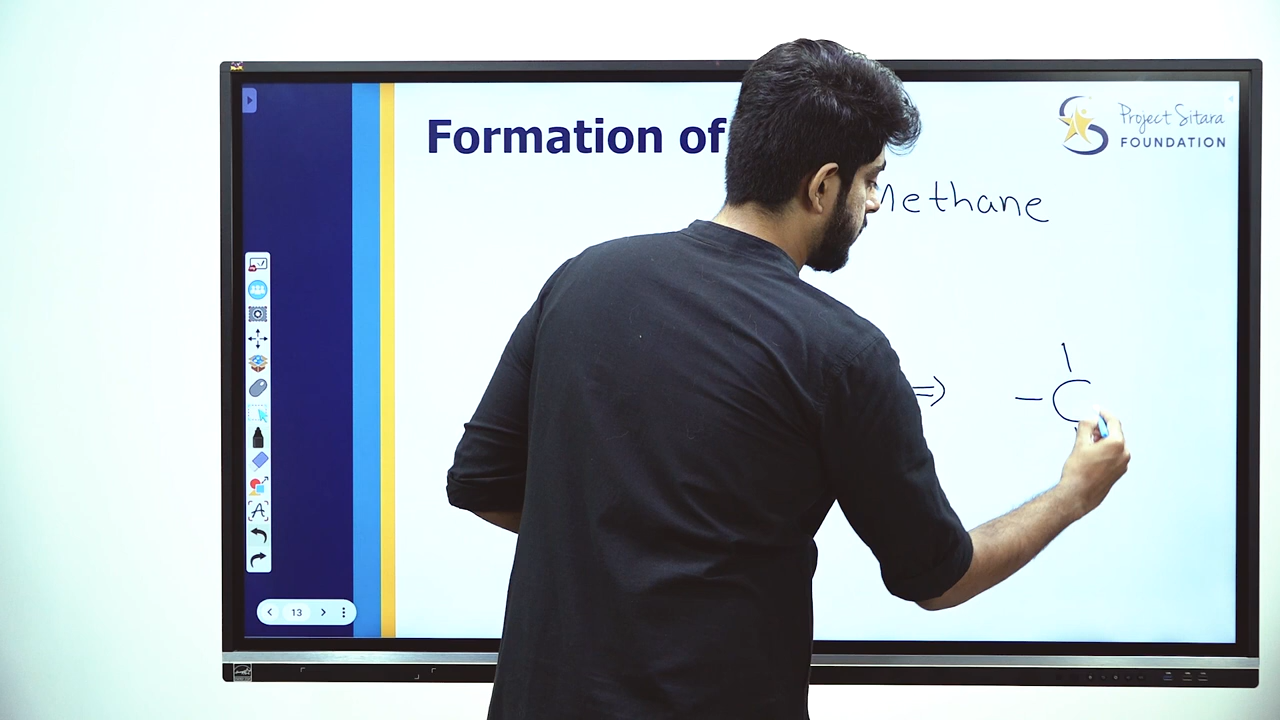 Formation of
Project Sitara
FOUNDATION
Methane
⇒ – C
A
13